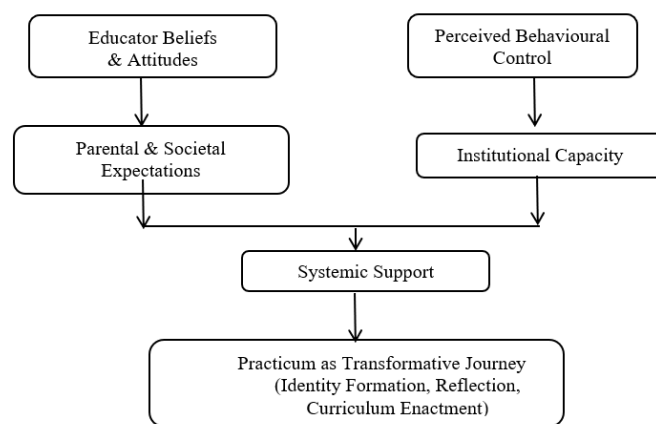 Educator Beliefs
& Attitudes
Perceived Behavioural
Control
Parental & Societal
Expectations
Institutional Capacity
Systemic Support
Practicum as Transformative Journey
(Identity Formation, Reflection,
Curriculum Enactment)